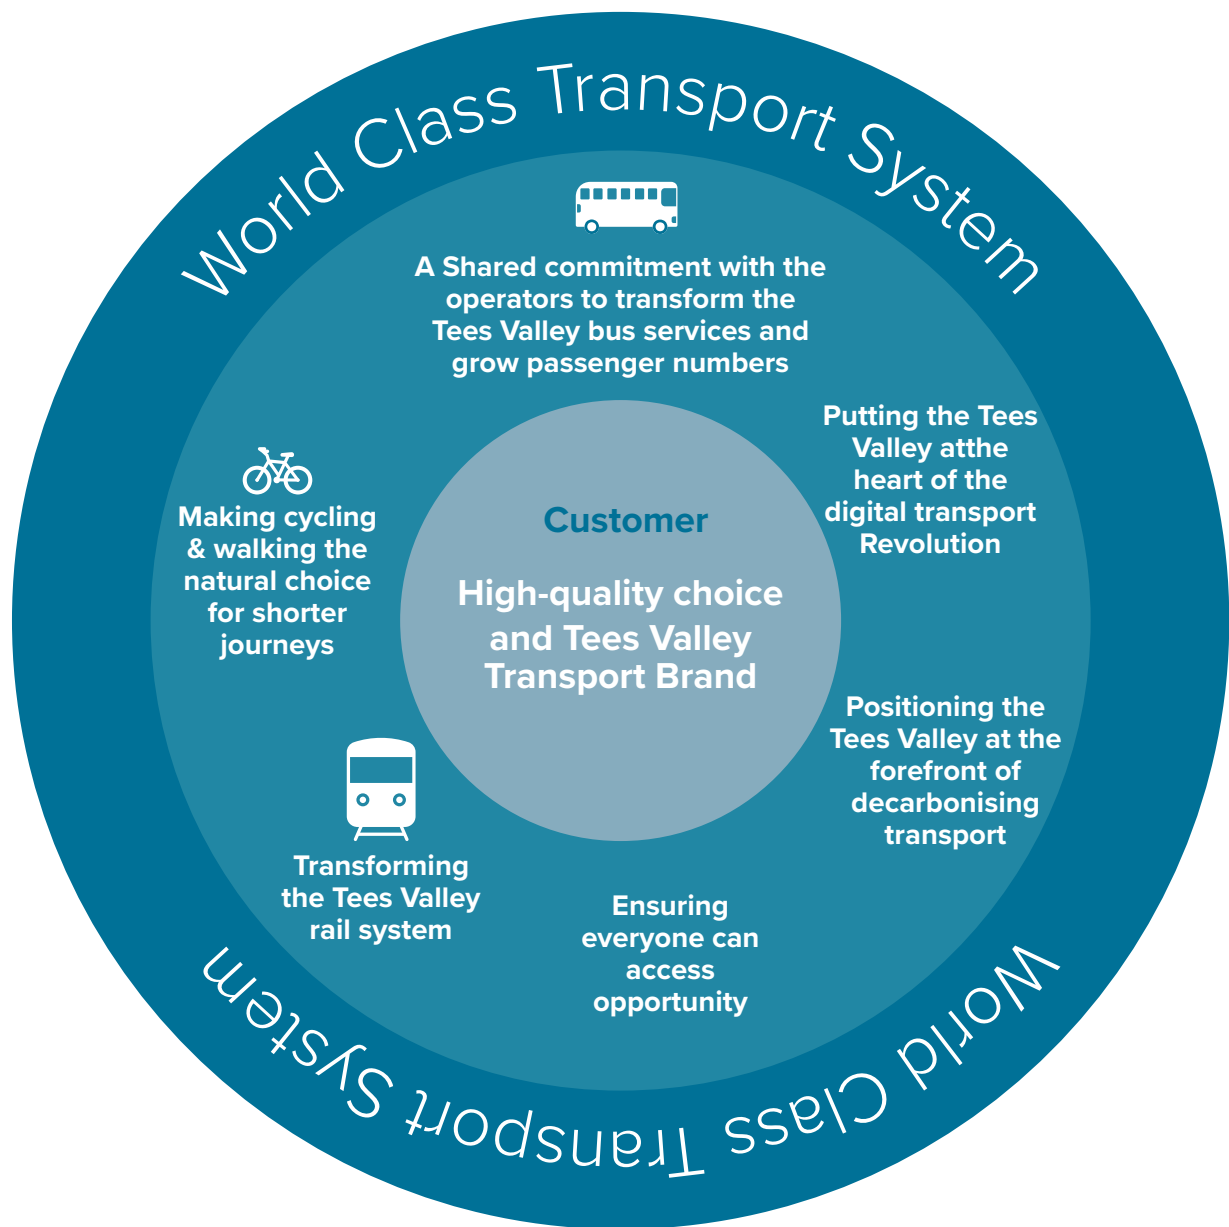 World Class Transport System
A Shared commitment with the
operators to transform the
Tees Valley bus services and
grow passenger numbers
Putting the Tees
Valley atthe
heart of the
digital transport
Revolution
Making cycling
& walking the
natural choice
for shorter
journeys
Customer
High-quality choice
and Tees Valley
Transport Brand
Positioning the
Tees Valley at the
forefront of
decarbonising
transport
Transforming
the Tees Valley
rail system
Ensuring
everyone can
access
opportunity
World Class Transport System